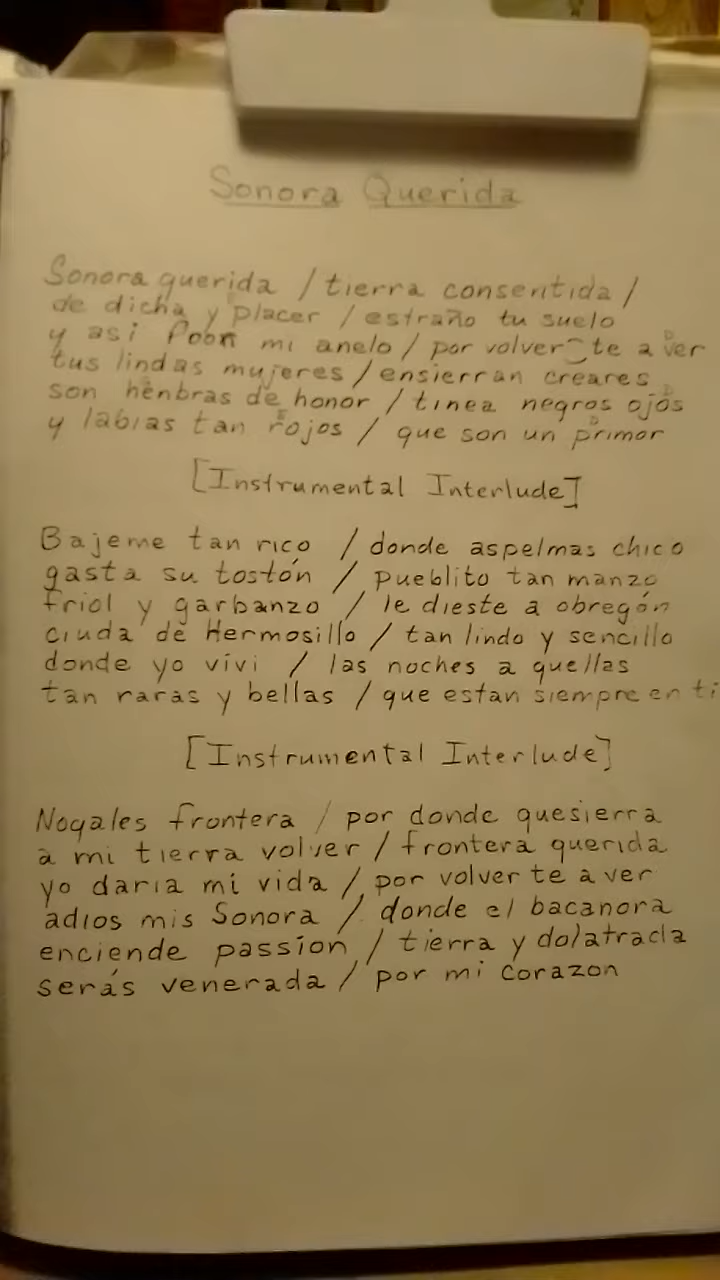 Sonora Querida
Sonora querida / tierra consentida /
de dicha y placer / estraño tu suelo
y asi Poor mi anelo / por volver te a ver
tus lindas mujeres / ensierran creares
son henbras de honor / tinea negros ojos
y labias tan rojos / que son un primor
[Instrumental Interlude]
Bajeme tan rico / donde aspelmas chico
gasta su tostón / pueblito tan manzo
friol y garbanzo / le dieste a obregón
ciuda de Hermosillo / tan lindo y sencillo
donde yo vivi / las noches a quellas
tan raras y bellas / que estan siempre en ti
[Instrumental Interlude]
Nogales frontera / por donde quesierra
a mi tierra volver / frontera querida
yo daria mi vida / por volver te a ver
adios mis Sonora / donde el bacanora
enciende passion / tierra y dolatrada
serás venerada / por mi corazon